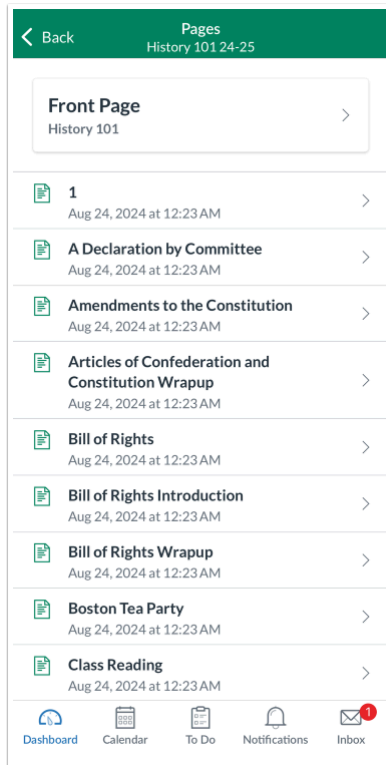 Back
Pages
History 101 24-25
Front Page
History 101
1
Aug 24, 2024 at 12:23 AM
A Declaration by Committee
Aug 24, 2024 at 12:23 AM
Amendments to the Constitution
Aug 24, 2024 at 12:23 AM
Articles of Confederation and
Constitution Wrapup
Aug 24, 2024 at 12:23 AM
Bill of Rights
Aug 24, 2024 at 12:23 AM
Bill of Rights Introduction
Aug 24, 2024 at 12:23 AM
Bill of Rights Wrapup
Aug 24, 2024 at 12:23 AM
Boston Tea Party
Aug 24, 2024 at 12:23 AM
Class Reading
Aug 24, 2024 at 12:23 AM
1
Dashboard Calendar To Do Notifications Inbox